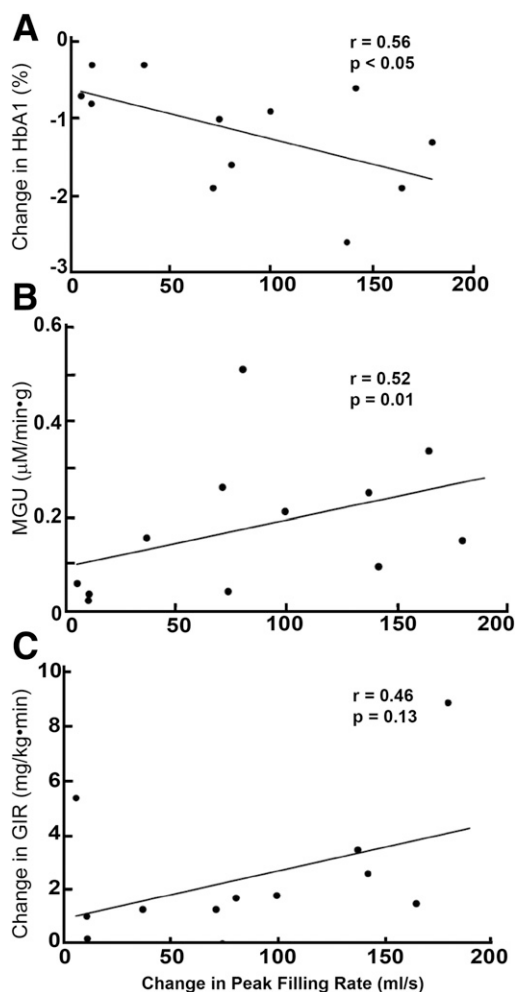 A
r = 0.56
p < 0.05
Change in HbA1 (%)
-0
-1
-2
-3
0
50
100
150
200
B
r = 0.52
p = 0.01
MGU (μM/min•g)
0.6
0.4
0.2
0
50
100
150
200
C
r = 0.46
p = 0.13
Change in GIR (mg/kg•min)
10
8
6
4
2
0
0
50
100
150
200
Change in Peak Filling Rate (ml/s)